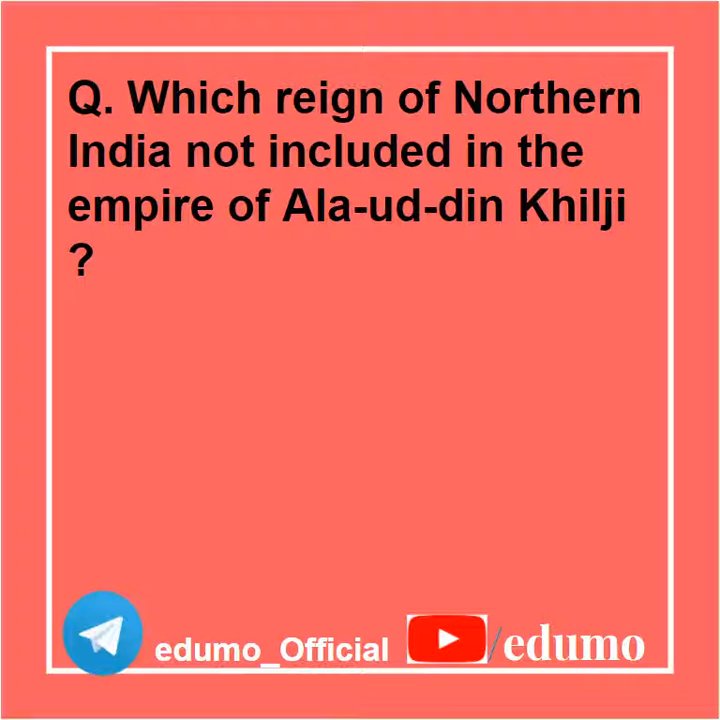 Q. Which reign of Northern
India not included in the
empire of Ala-ud-din Khilji
?
edumo_Official /edumo